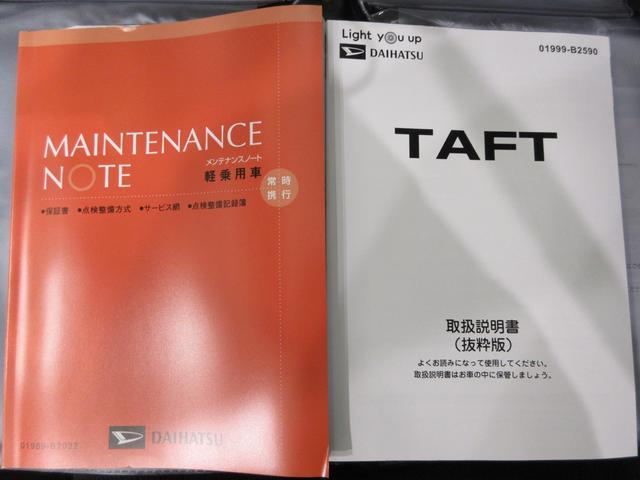 MAINTENANCE
NOTE
メンテナンスノート
軽乗用車
常時
携行
•保証書 •点検整備方式 •サービス網 •点検整備記録簿
DAIHATSU
01989-B2022
Light you up
DAIHATSU
01999-B2590
TAFT
取扱説明書
(抜粋版)
よくお読みになって使用してください。
取扱説明書はお車の中に保管しましょう。